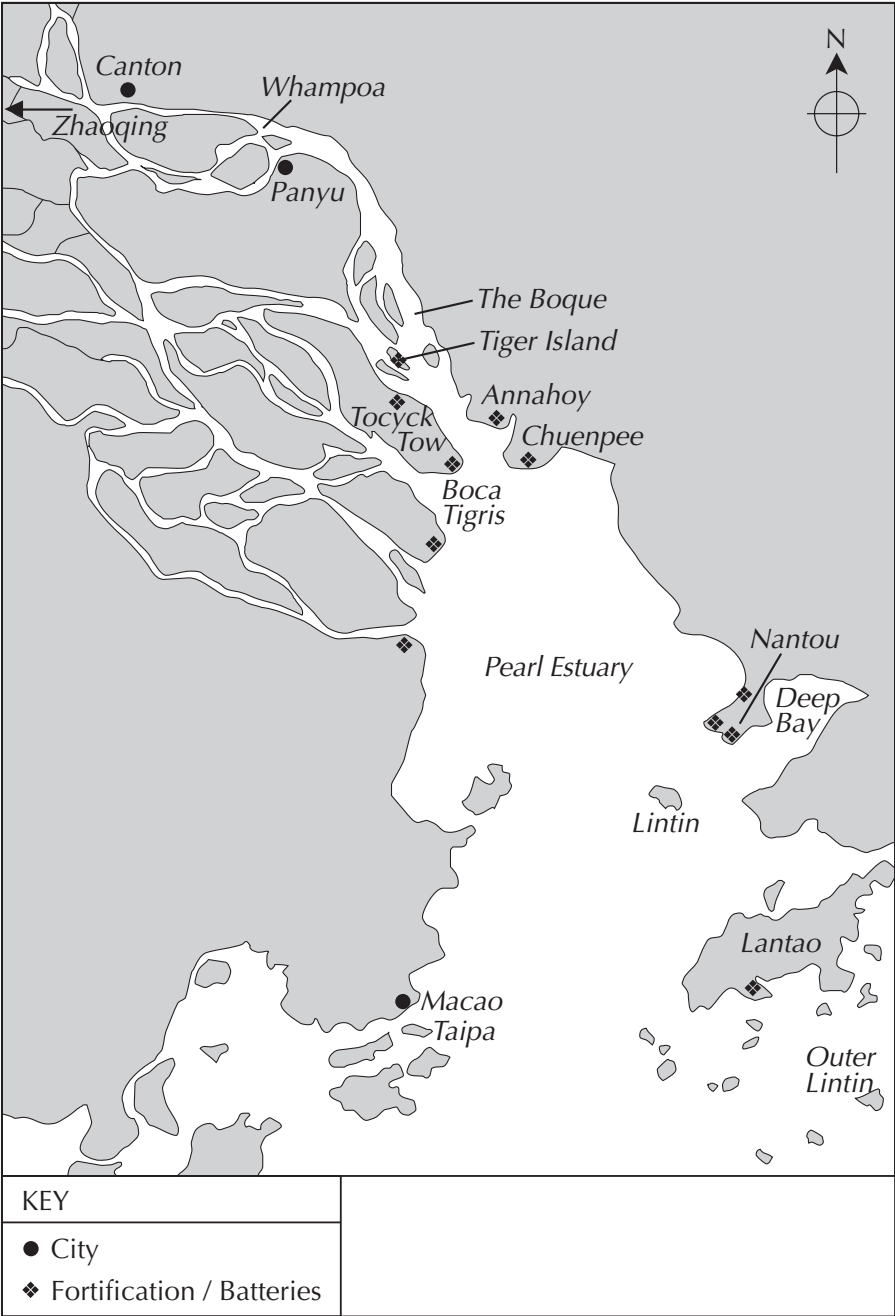 N
Canton
Whampoa
Zhaoqing
Panyu
The Boque
Tiger Island
Annahoy
Tocyck
Tow
Chuenpee
Boca
Tigris
Nantou
Pearl Estuary
Deep
Bay
Lintin
Lantao
Macao
Taipa
Outer
Lintin
KEY
City
Fortification / Batteries